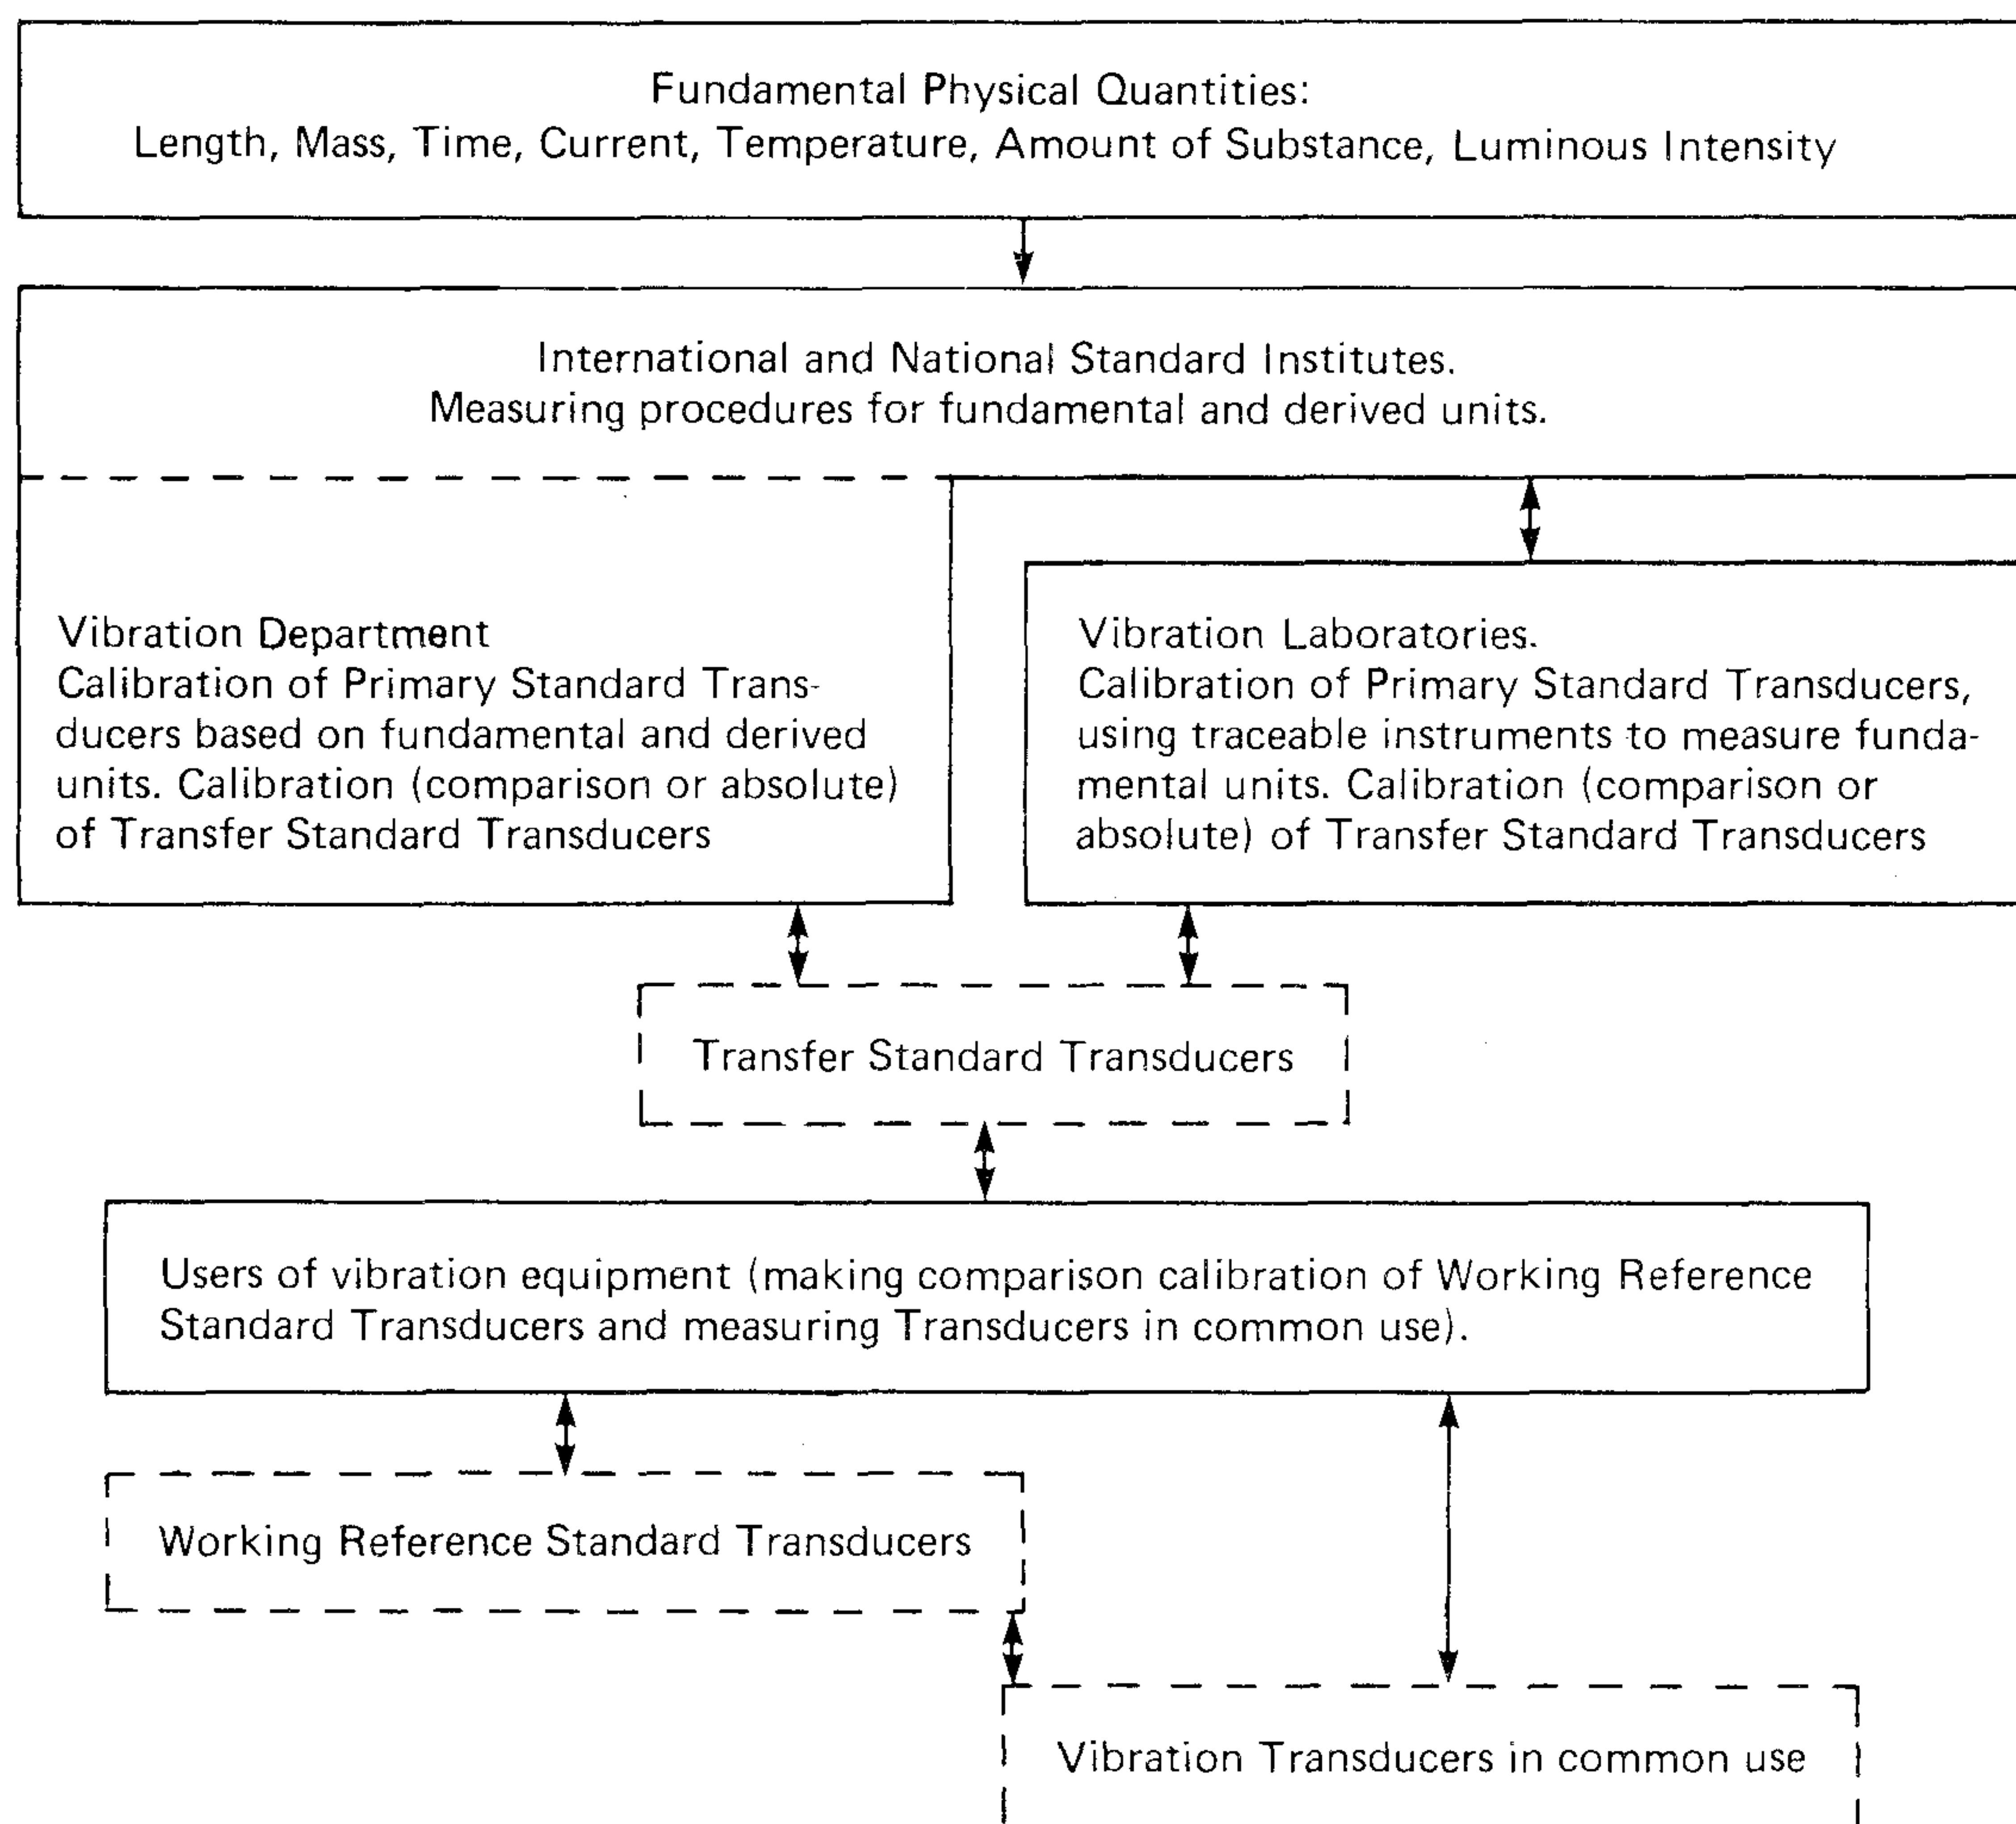 Fundamental Physical Quantities:
Length, Mass, Time, Current, Temperature, Amount of Substance, Luminous Intensity
International and National Standard Institutes.
Measuring procedures for fundamental and derived units.
Vibration Department
Calibration of Primary Standard Trans-
ducers based on fundamental and derived
units. Calibration (comparison or absolute)
of Transfer Standard Transducers
Vibration Laboratories.
Calibration of Primary Standard Transducers,
using traceable instruments to measure funda-
mental units. Calibration (comparison or
absolute) of Transfer Standard Transducers
Transfer Standard Transducers
Users of vibration equipment (making comparison calibration of Working Reference
Standard Transducers and measuring Transducers in common use).
Working Reference Standard Transducers
Vibration Transducers in common use